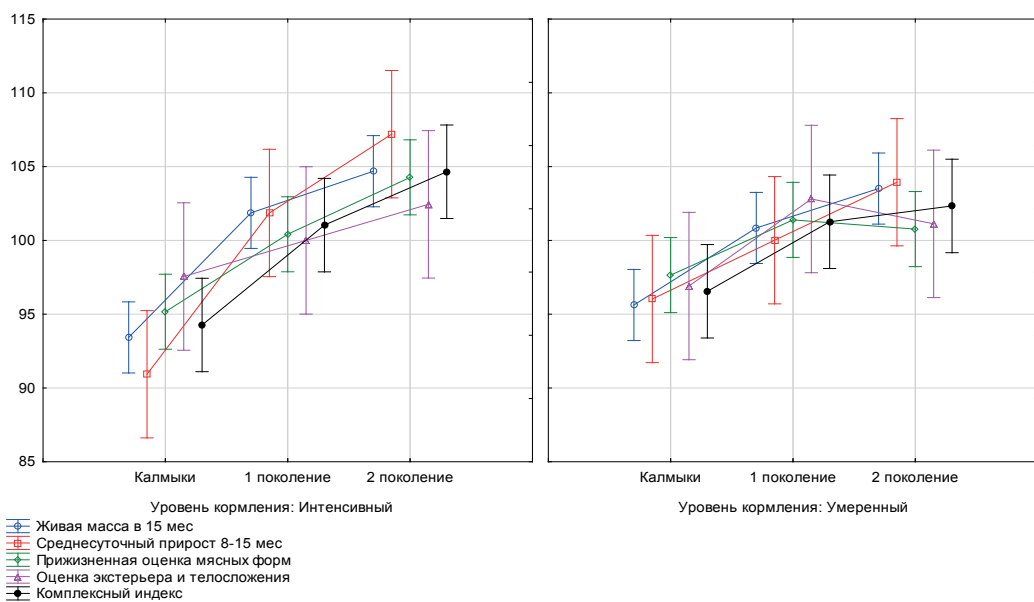 115
110
105
100
95
90
85
Калмыки 1 поколение 2 поколение Калмыки 1 поколение 2 поколение
Уровень кормления: Интенсивный Уровень кормления: Умеренный
Живая масса в 15 мес
Среднесуточный прирост 8-15 мес
Прижизненная оценка мясных форм
Оценка экстерьера и телосложения
Комплексный индекс